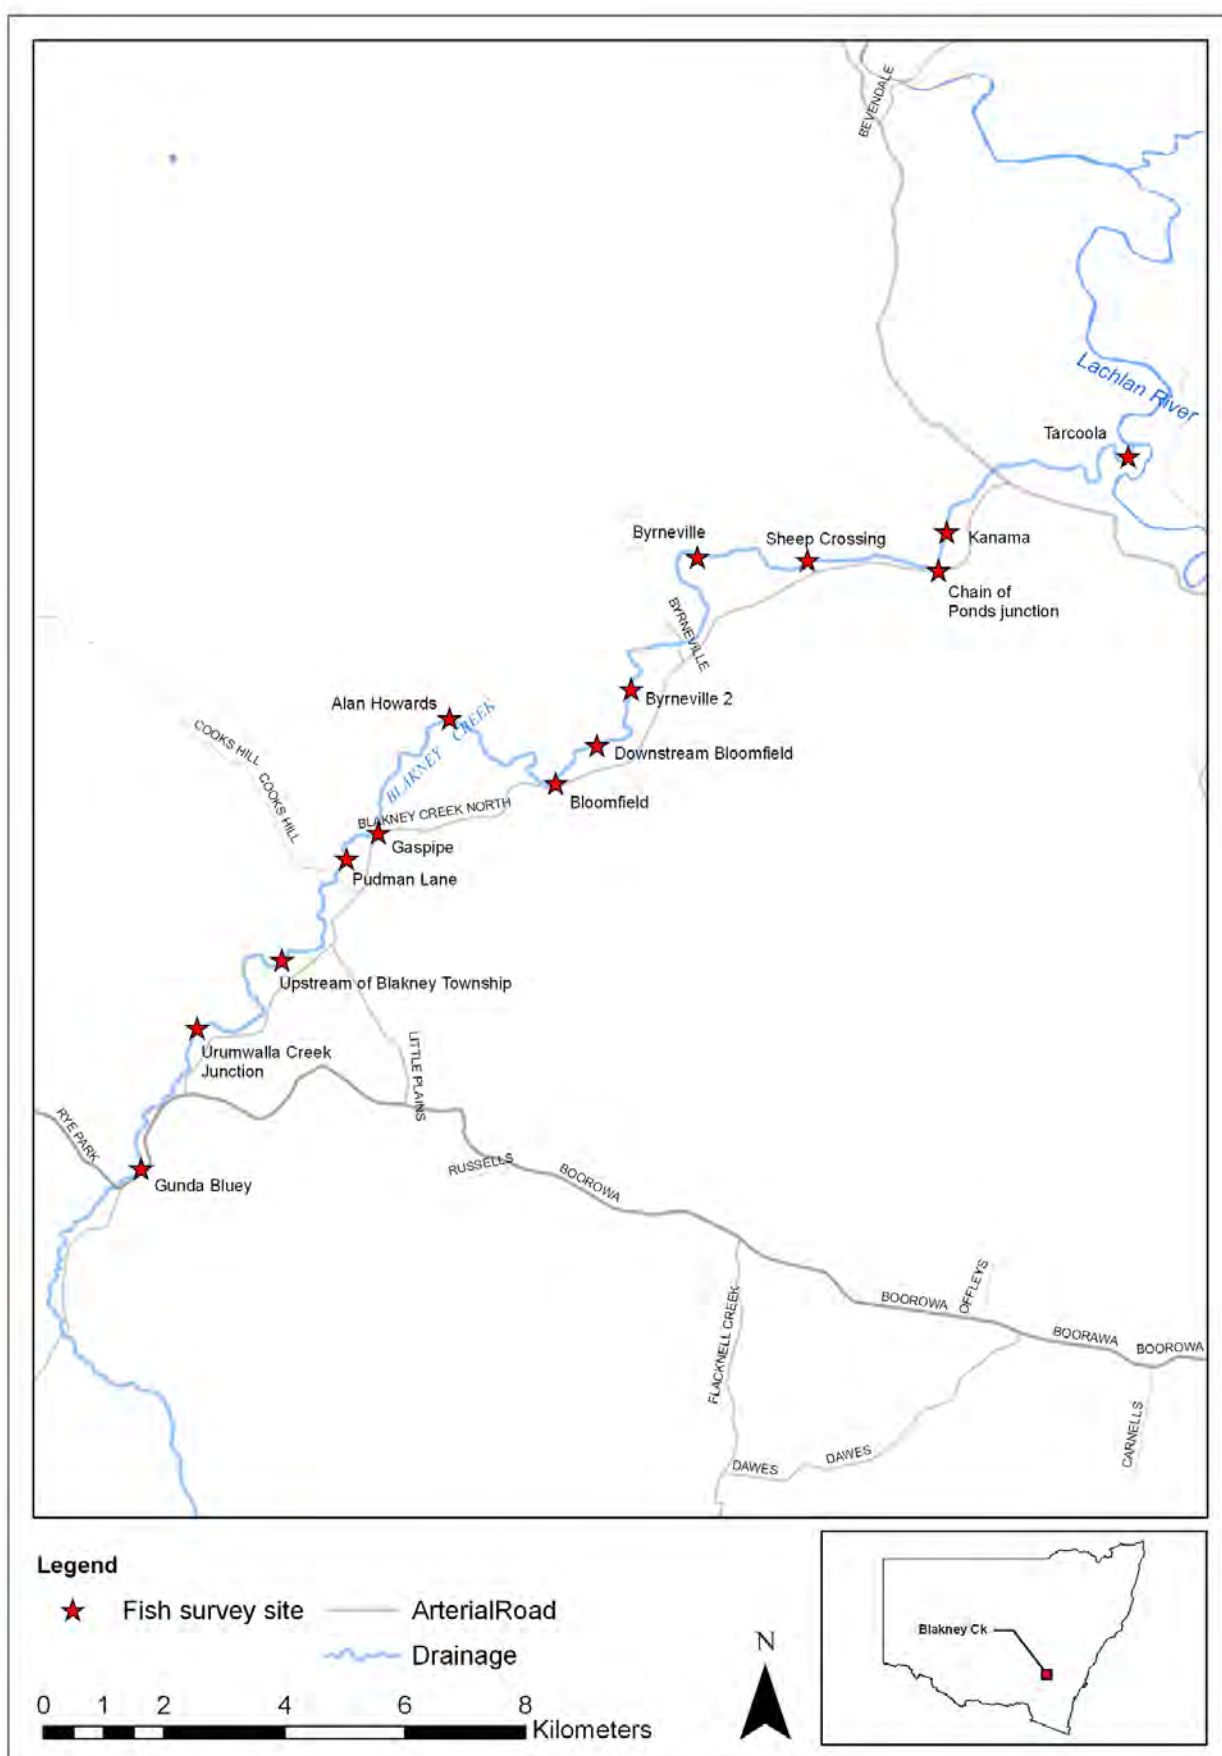 BEVENDALE
Lachlan River
Tarcoola
Byrneville
Sheep Crossing
Kanama
Chain of
Ponds junction
BYRNEVILLE
Alan Howards
BLAKNEY CREEK
Byrneville 2
COOKS HILL
COOKS HILL
Downstream Bloomfield
Bloomfield
BLAKNEY CREEK NORTH
Gaspipe
Pudman Lane
Upstream of Blakney Township
Urumwalla Creek
Junction
LITTLE PLAINS
RYE PARK
RUSSELLS
BOOROWA
Gunda Bluey
FLACKNELL CREEK
BOOROWA
OFFLEYS
BOORAWA
BOOROWA
CARNELLS
DAWES
DAWES
Legend
Fish survey site
ArterialRoad
Drainage
0 1 2 4 6 8
Kilometers
N
Blakney Ck